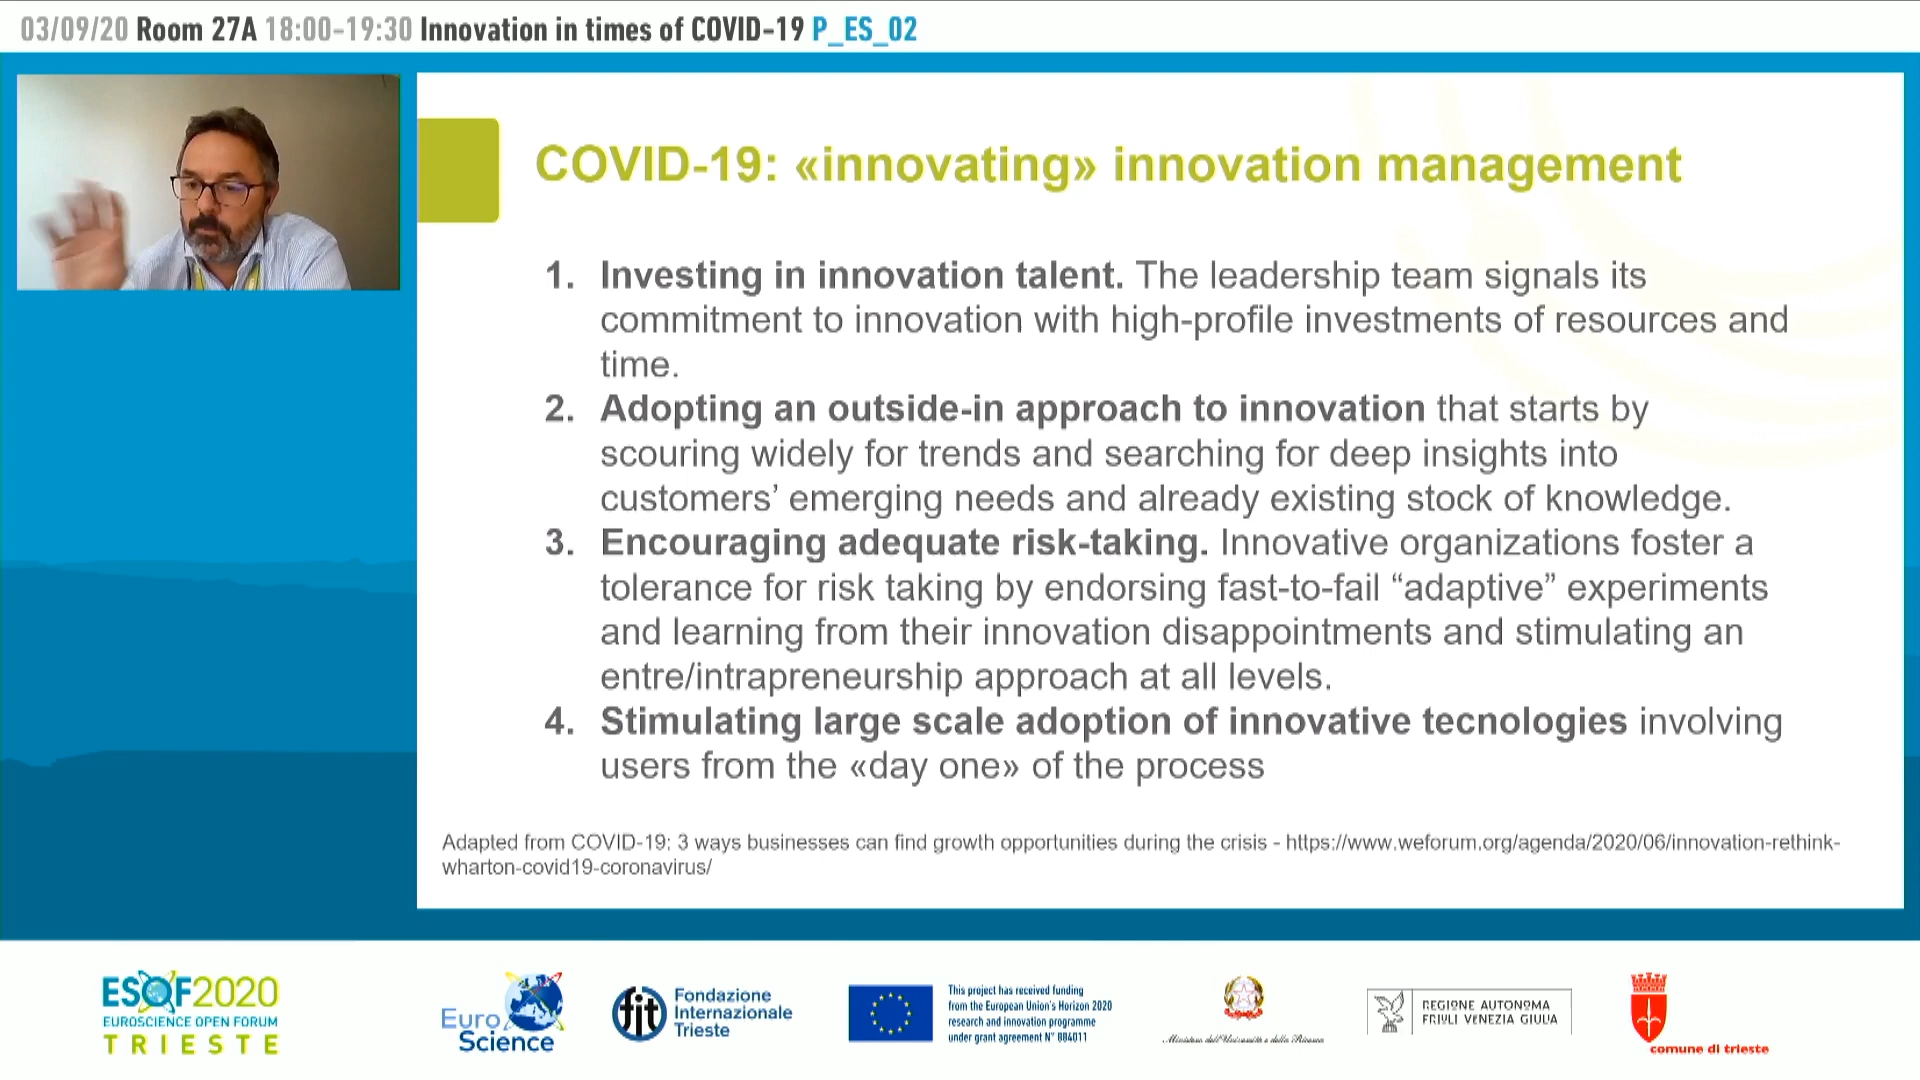 03/09/20 Room 27A 18:00-19:30 Innovation in times of COVID-19 P_ES_02
COVID-19: «innovating» innovation management
1. Investing in innovation talent. The leadership team signals its
commitment to innovation with high-profile investments of resources and
time.
2. Adopting an outside-in approach to innovation that starts by
scouring widely for trends and searching for deep insights into
customers’ emerging needs and already existing stock of knowledge.
3. Encouraging adequate risk-taking. Innovative organizations foster a
tolerance for risk taking by endorsing fast-to-fail “adaptive” experiments
and learning from their innovation disappointments and stimulating an
entre/intrapreneurship approach at all levels.
4. Stimulating large scale adoption of innovative tecnologies involving
users from the «day one» of the process
Adapted from COVID-19: 3 ways businesses can find growth opportunities during the crisis - https://www.weforum.org/agenda/2020/06/innovation-rethink-
wharton-covid19-coronavirus/
ESOF2020
EUROSCIENCE OPEN FORUM
TRIESTE
Euro
Science
fit
Fondazione
Internazionale
Trieste
This project has received funding
from the European Union's Horizon 2020
research and innovation programme
under grant agreement N° 884011
Ministero dell'Università e della Ricerca
REGIONE AUTONOMA
FRIULI VENEZIA GIULIA
comune di trieste